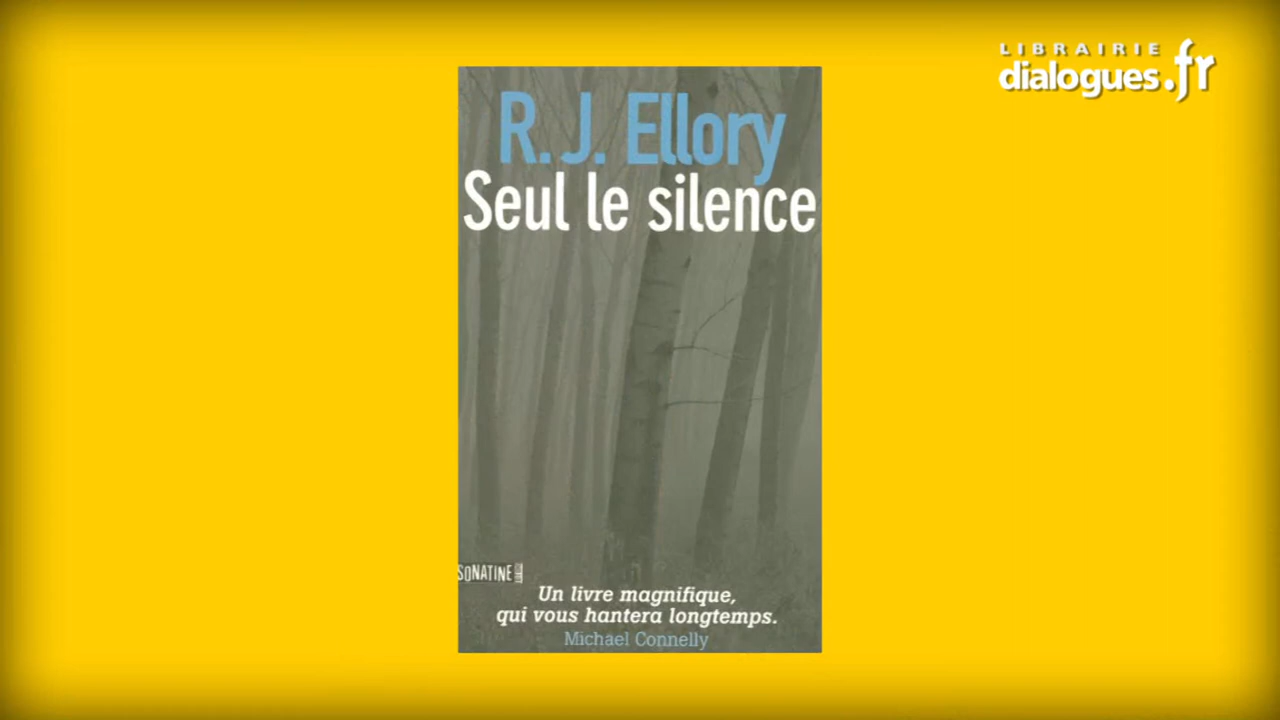 LIBRAIRIE
dialogues.fr
R.J. Ellory
Seul le silence
SONATINE
Un livre magnifique,
qui vous hantera longtemps.
Michael Connelly